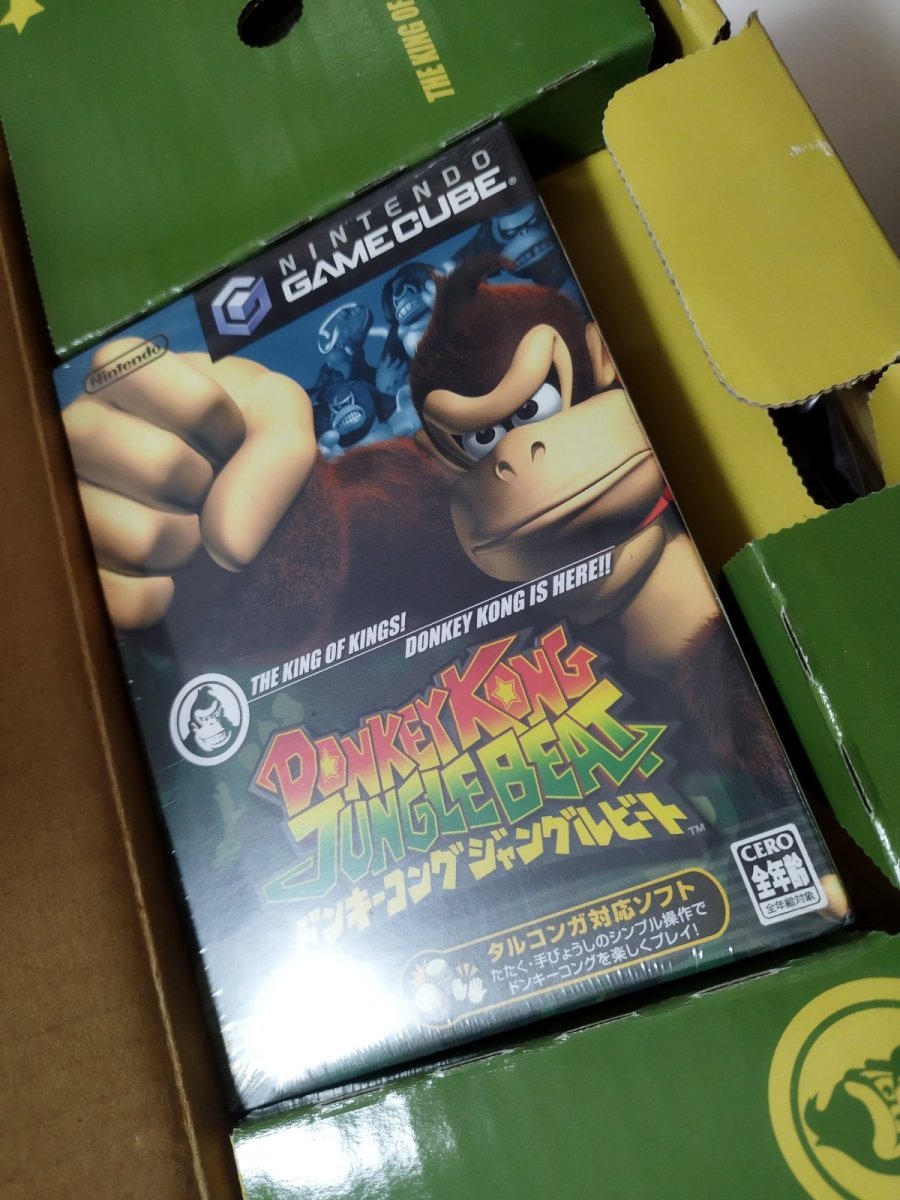 THE KING OF
NINTENDO
GAMECUBE®
Nintendo
THE KING OF KINGS!
DONKEY KONG IS HERE!!
DONKEY KONG
JUNGLE BEAT
ドンキーコング ジャングルビート™
CERO
全年齢
全年齢対象
タルコンガ対応ソフト
たたく・手びょうしのシンプル操作で
ドンキーコングを楽しくプレイ!